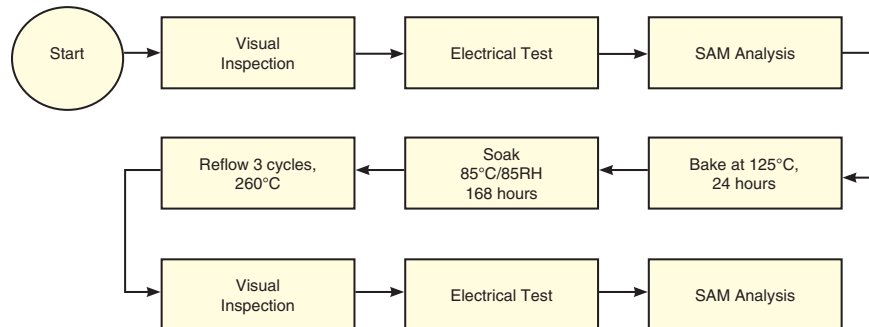 Start
Visual
Inspection
Electrical Test
SAM Analysis
Bake at 125°C,
24 hours
Soak
85°C/85RH
168 hours
Reflow 3 cycles,
260°C
Visual
Inspection
Electrical Test
SAM Analysis